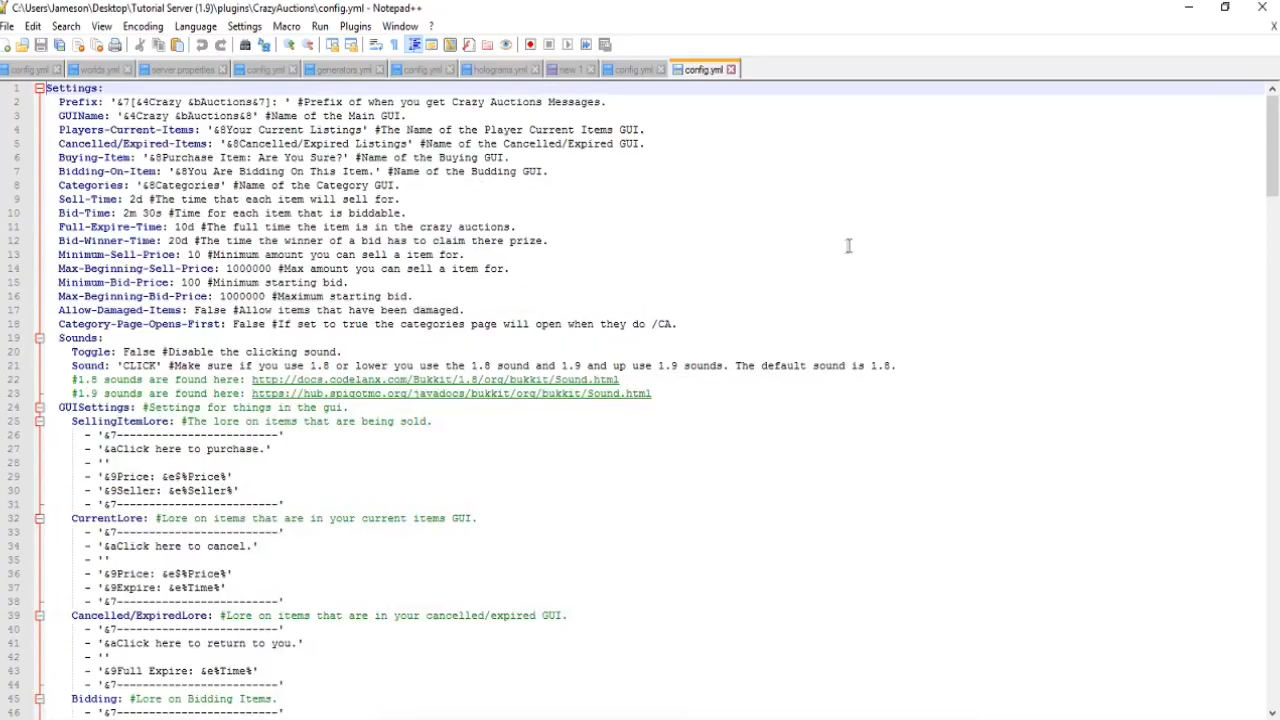 C:\Users\Jameson\Desktop\Tutorial Server (1.9)\plugins\CrazyAuctions\config.yml - Notepad++
File Edit Search View Encoding Language Settings Macro Run Plugins Window ?
config.yml worlds.yml server.properties config.yml generators.yml config.yml holograms.yml new 1 config.yml config.yml
1 Settings:
2 Prefix: '&7[&4Crazy &bAuctions&7]: ' #Prefix of when you get Crazy Auctions Messages.
3 GUIName: '&4Crazy &bAuctions&8' #Name of the Main GUI.
4 Players-Current-Items: '&8Your Current Listings' #The Name of the Player Current Items GUI.
5 Cancelled/Expired-Items: '&8Cancelled/Expired Listings' #Name of the Cancelled/Expired GUI.
6 Buying-Item: '&8Purchase Item: Are You Sure?' #Name of the Buying GUI.
7 Bidding-On-Item: '&8You Are Bidding On This Item.' #Name of the Budding GUI.
8 Categories: '&8Categories' #Name of the Category GUI.
9 Sell-Time: 2d #The time that each item will sell for.
10 Bid-Time: 2m 30s #Time for each item that is biddable.
11 Full-Expire-Time: 10d #The full time the item is in the crazy auctions.
12 Bid-Winner-Time: 20d #The time the winner of a bid has to claim there prize.
13 Minimum-Sell-Price: 10 #Minimum amount you can sell a item for.
14 Max-Beginning-Sell-Price: 1000000 #Max amount you can sell a item for.
15 Minimum-Bid-Price: 100 #Minimum starting bid.
16 Max-Beginning-Bid-Price: 1000000 #Maximum starting bid.
17 Allow-Damaged-Items: False #Allow items that have been damaged.
18 Category-Page-Opens-First: False #If set to true the categories page will open when they do /CA.
19 Sounds:
20 Toggle: False #Disable the clicking sound.
21 Sound: 'CLICK' #Make sure if you use 1.8 or lower you use the 1.8 sound and 1.9 and up use 1.9 sounds. The default sound is 1.8.
22 #1.8 sounds are found here: http://docs.codelanx.com/Bukkit/1.8/org/bukkit/Sound.html
23 #1.9 sounds are found here: https://hub.spigotmc.org/javadocs/bukkit/org/bukkit/Sound.html
24 GUISettings: #Settings for things in the gui.
25 SellingItemLore: #The lore on items that are being sold.
26 - '&7-------------------------'
27 - '&aClick here to purchase.'
28 - ''
29 - '&9Price: &e$%Price%'
30 - '&9Seller: &e%Seller%'
31 - '&7-------------------------'
32 CurrentLore: #Lore on items that are in your current items GUI.
33 - '&7-------------------------'
34 - '&aClick here to cancel.'
35 - ''
36 - '&9Price: &e$%Price%'
37 - '&9Expire: &e%Time%'
38 - '&7-------------------------'
39 Cancelled/ExpiredLore: #Lore on items that are in your cancelled/expired GUI.
40 - '&7-------------------------'
41 - '&aClick here to return to you.'
42 - ''
43 - '&9Full Expire: &e%Time%'
44 - '&7-------------------------'
45 Bidding: #Lore on Bidding Items.
46 - '&7-------------------------'